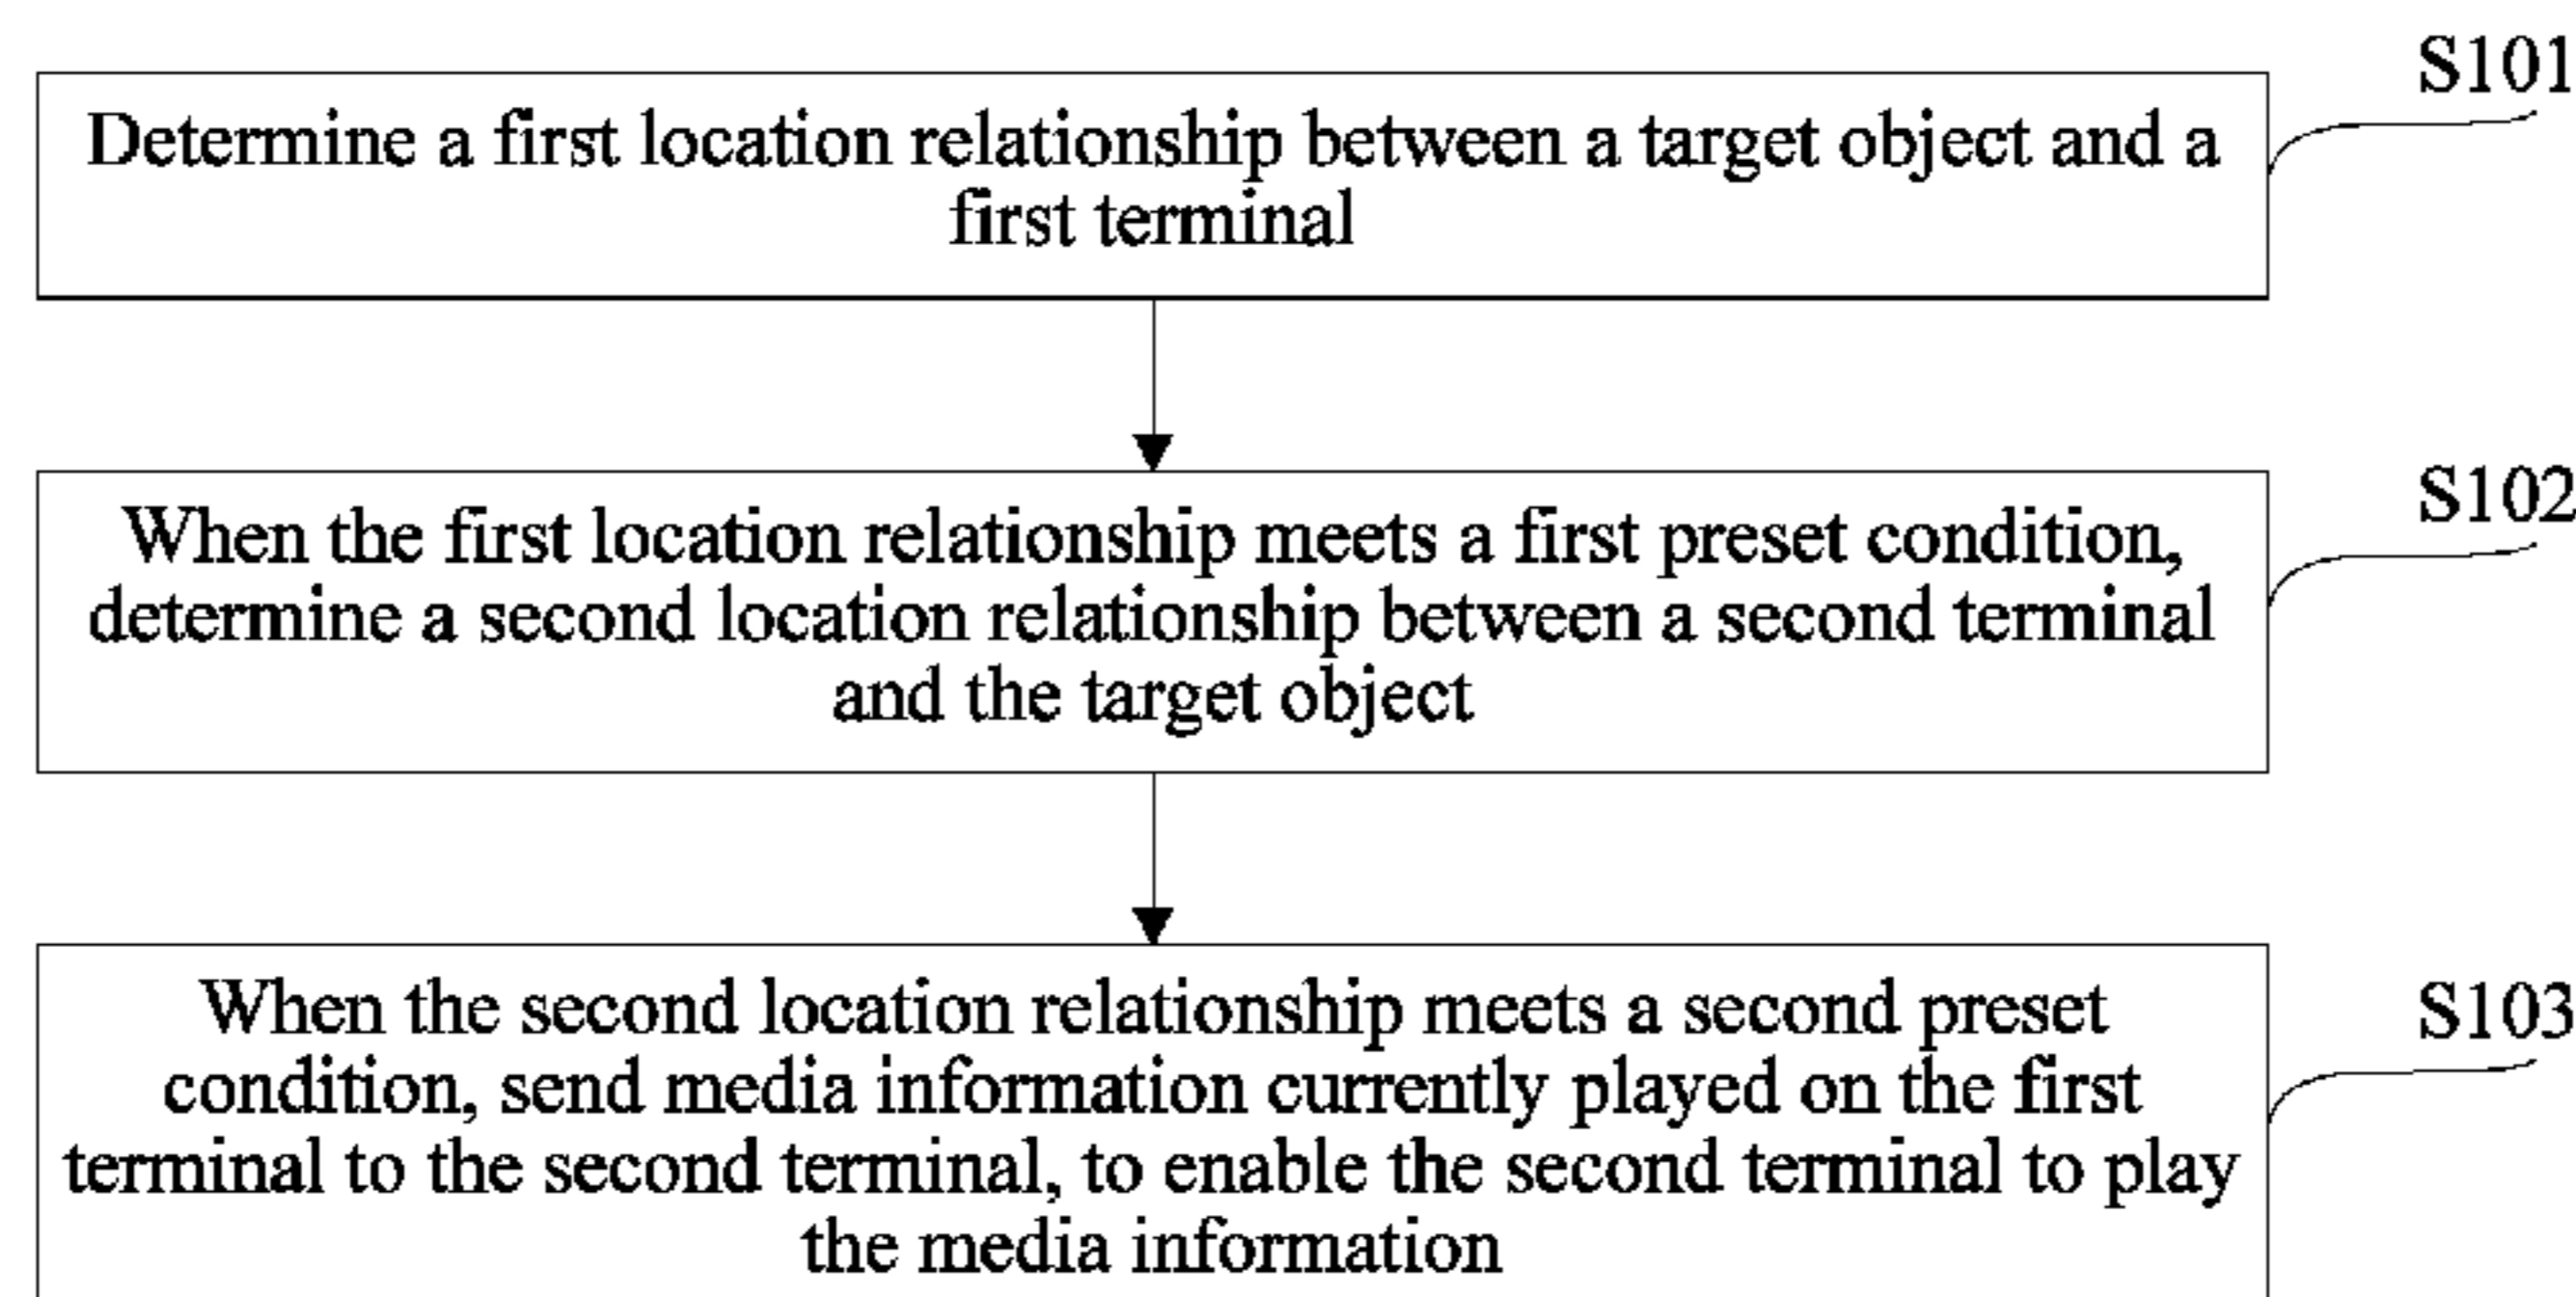 S101
Determine a first location relationship between a target object and a
first terminal
S102
When the first location relationship meets a first preset condition,
determine a second location relationship between a second terminal
and the target object
S103
When the second location relationship meets a second preset
condition, send media information currently played on the first
terminal to the second terminal, to enable the second terminal to play
the media information